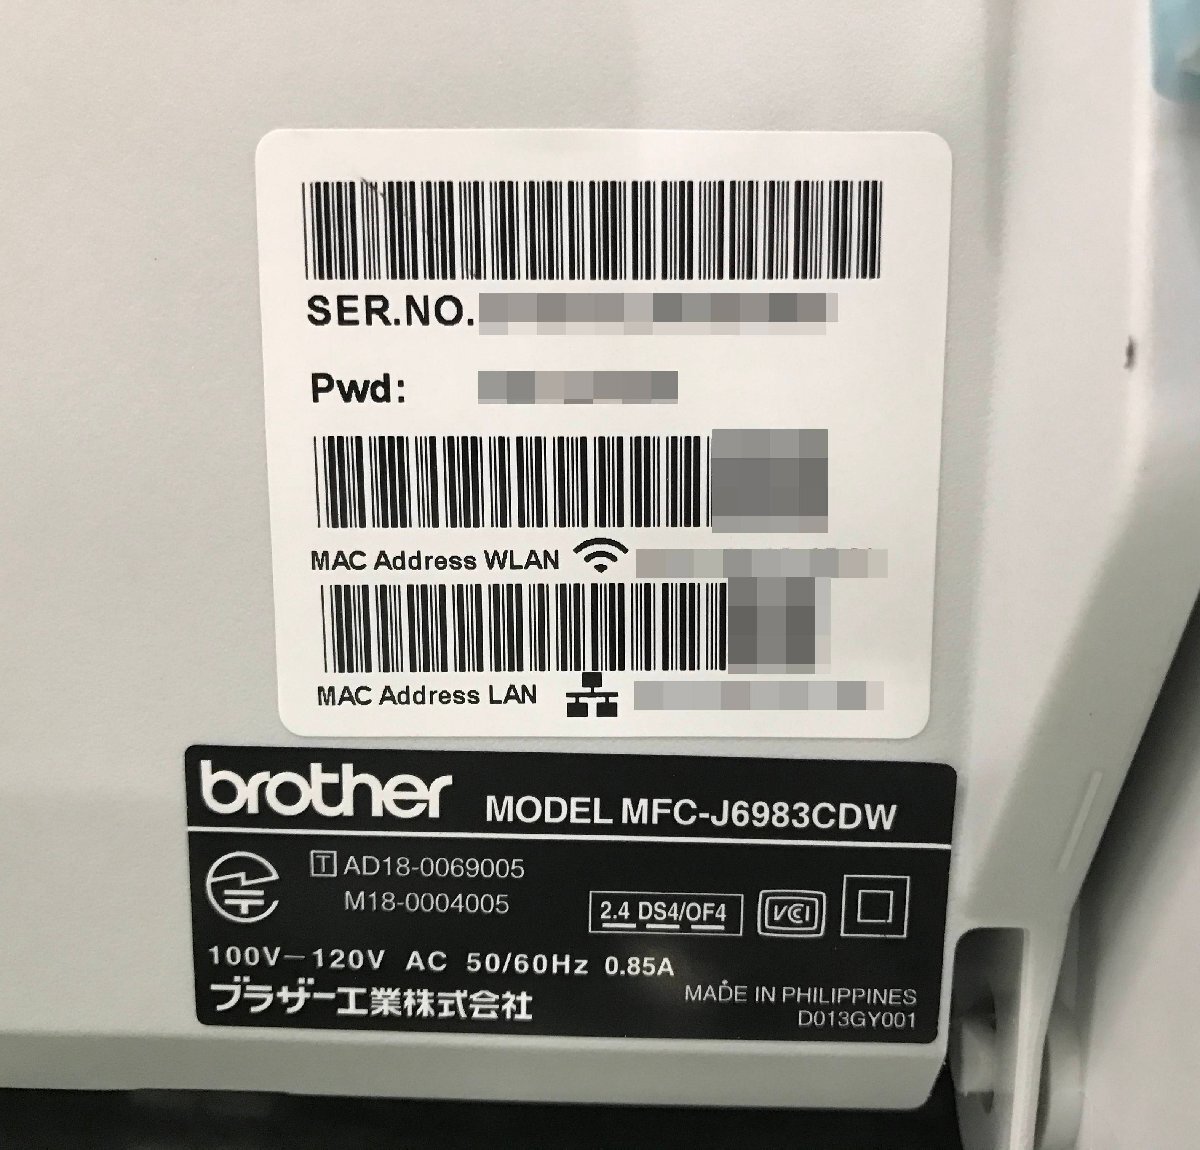 SER.NO.
Pwd:
MAC Address WLAN
MAC Address LAN
brother MODEL MFC-J6983CDW
T AD18-0069005
M18-0004005
2.4 DS4/OF4 VCI
100V－120V AC 50/60Hz 0.85A
ブラザー工業株式会社
MADE IN PHILIPPINES
D013GY001